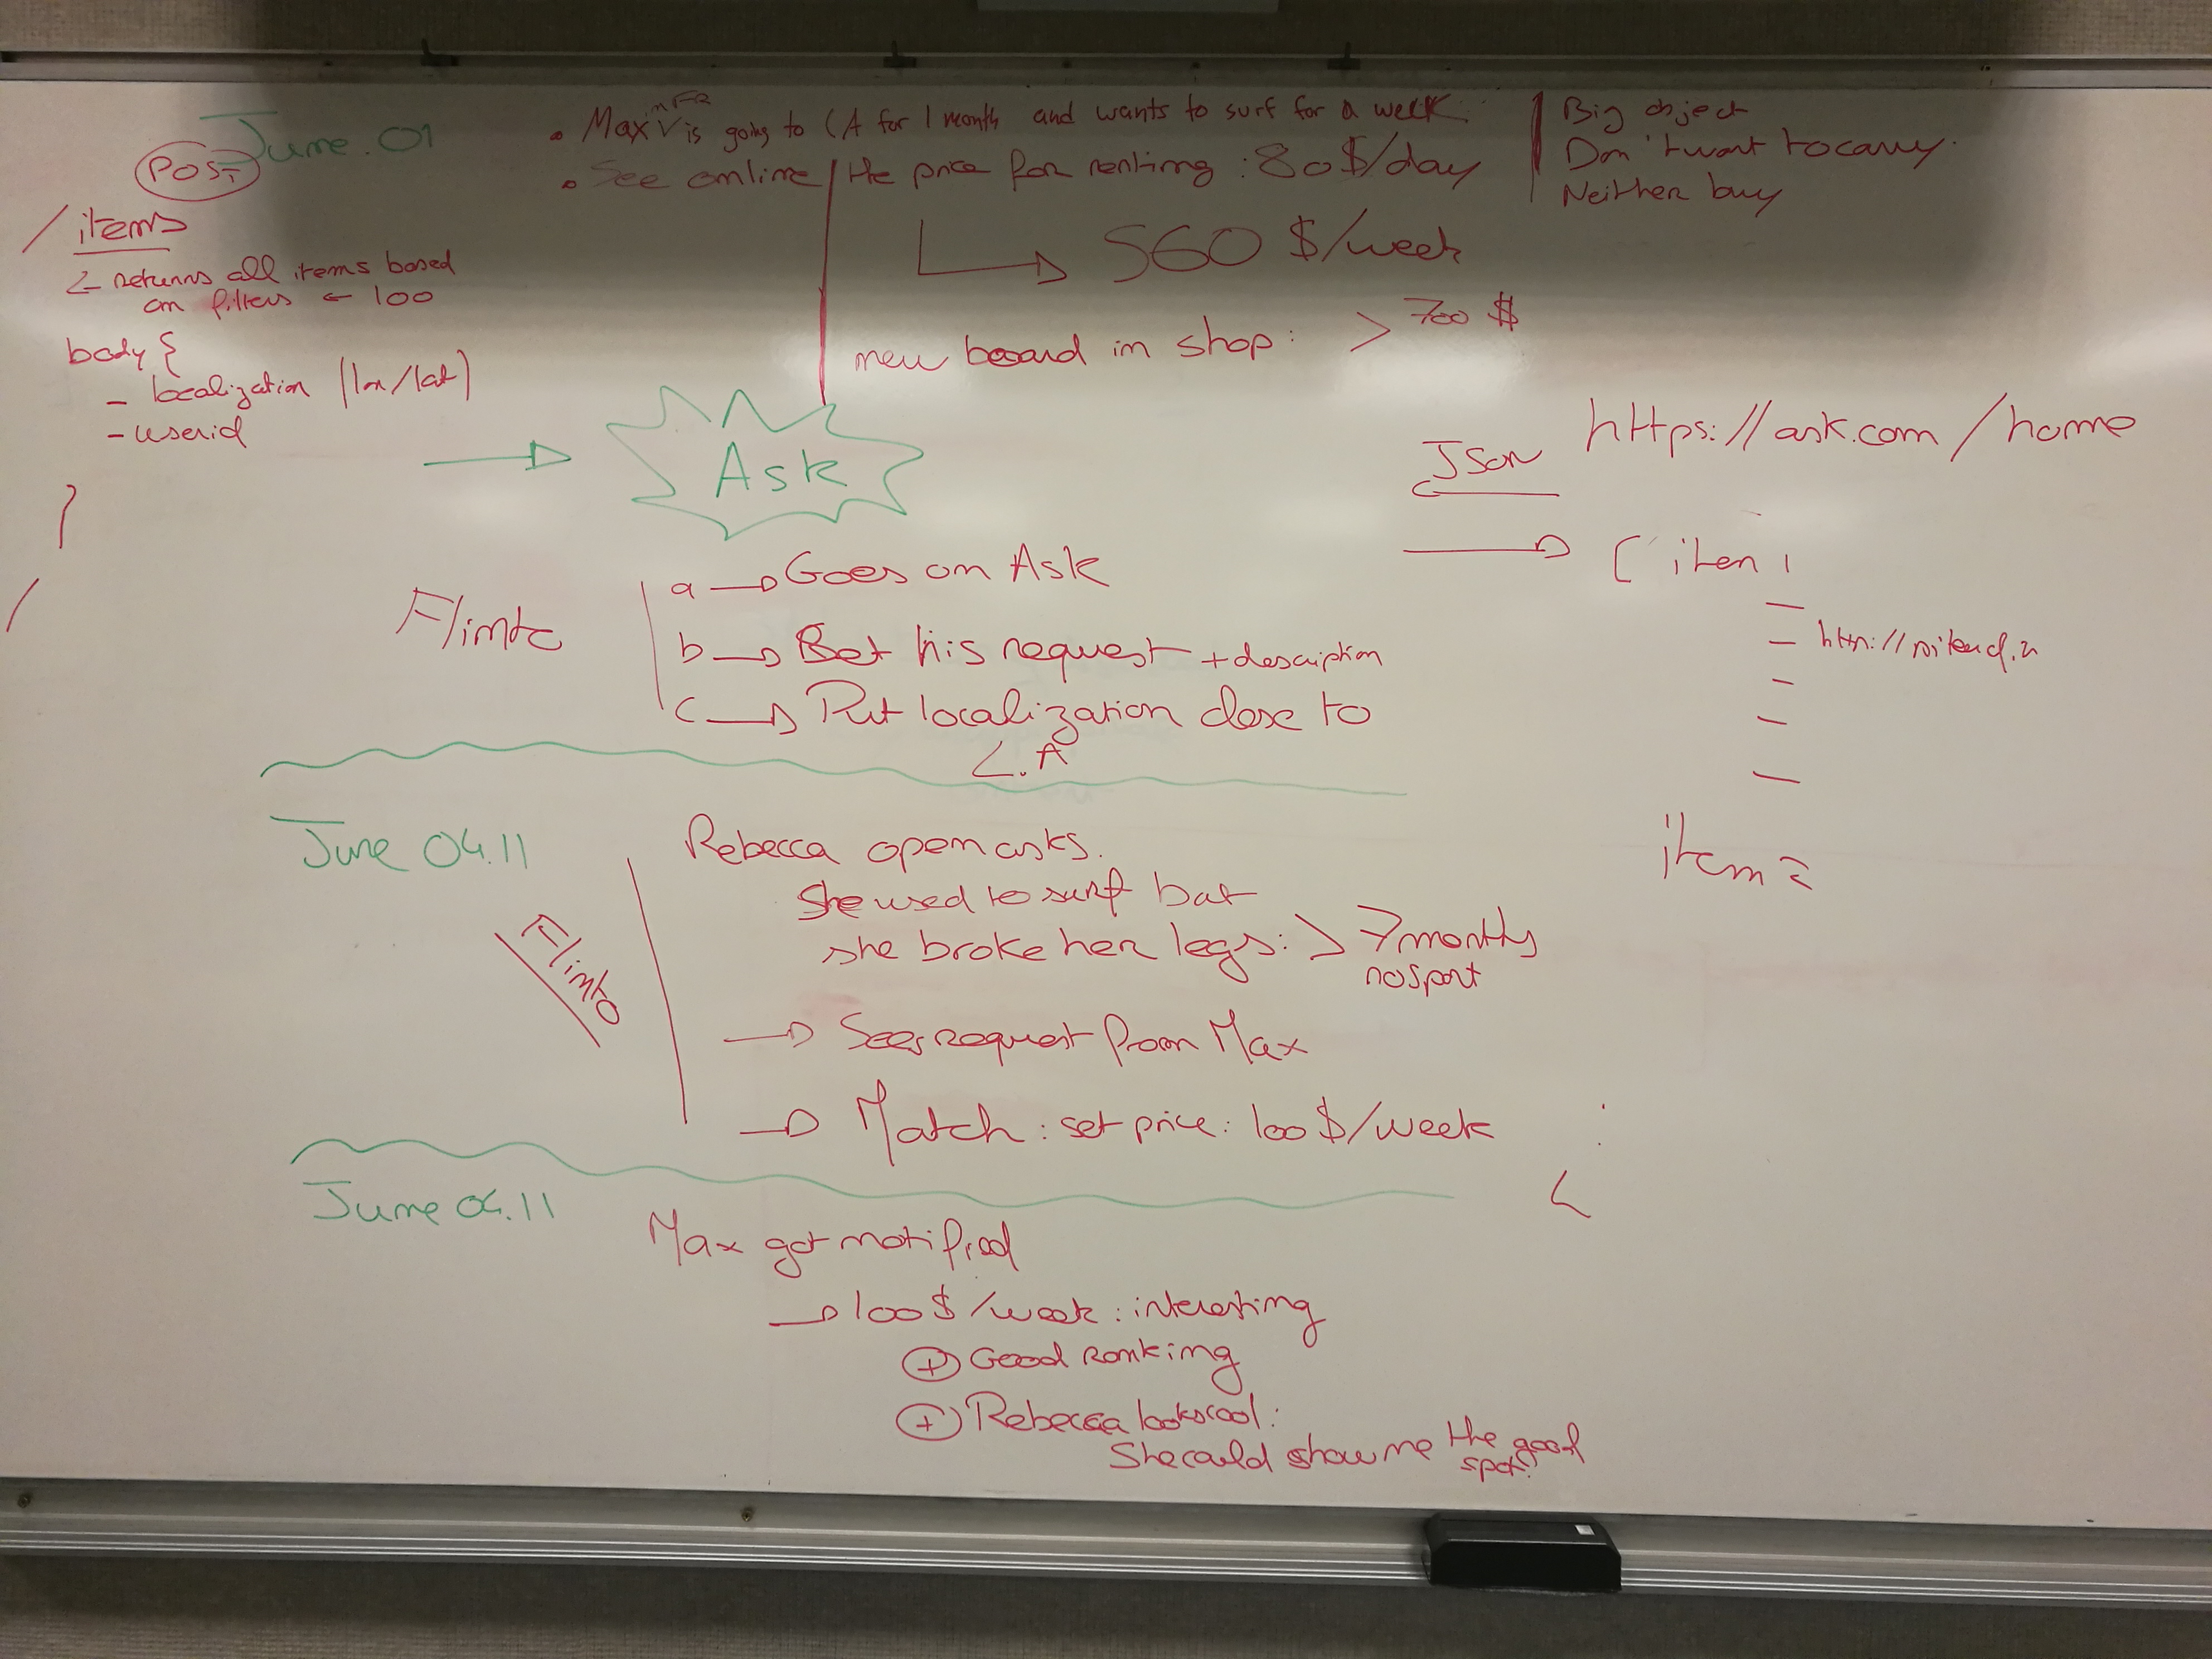 June.01
POST
/items
returns all items based
on filters ← 100
body {
- localization (lon/lat)
- userid
}
/
• Max is going to CA for 1 month and wants to surf for a week.
• See online the price for renting : 80$/day
560 $/week
new board in shop: > 700 $
Big object
Don't want to carry.
Neither buy
→ Ask
Flinto
a → Goes on Ask
b → Set his request + description
c → Put localization close to
L.A
https://ask.com/home
Json
→ [ item 1
—
— http://
—
—
—
item 2
June 04.11
Flinto
Rebecca open asks.
She used to surf but
she broke her legs: > 7 months
no sport
→ Sees request from Max
→ Match : set price : 100$/week
June 04.11
Max got notified
→ 100$/week : interesting
+ Good ranking
+ Rebecca looks cool :
She could show me the good
spot